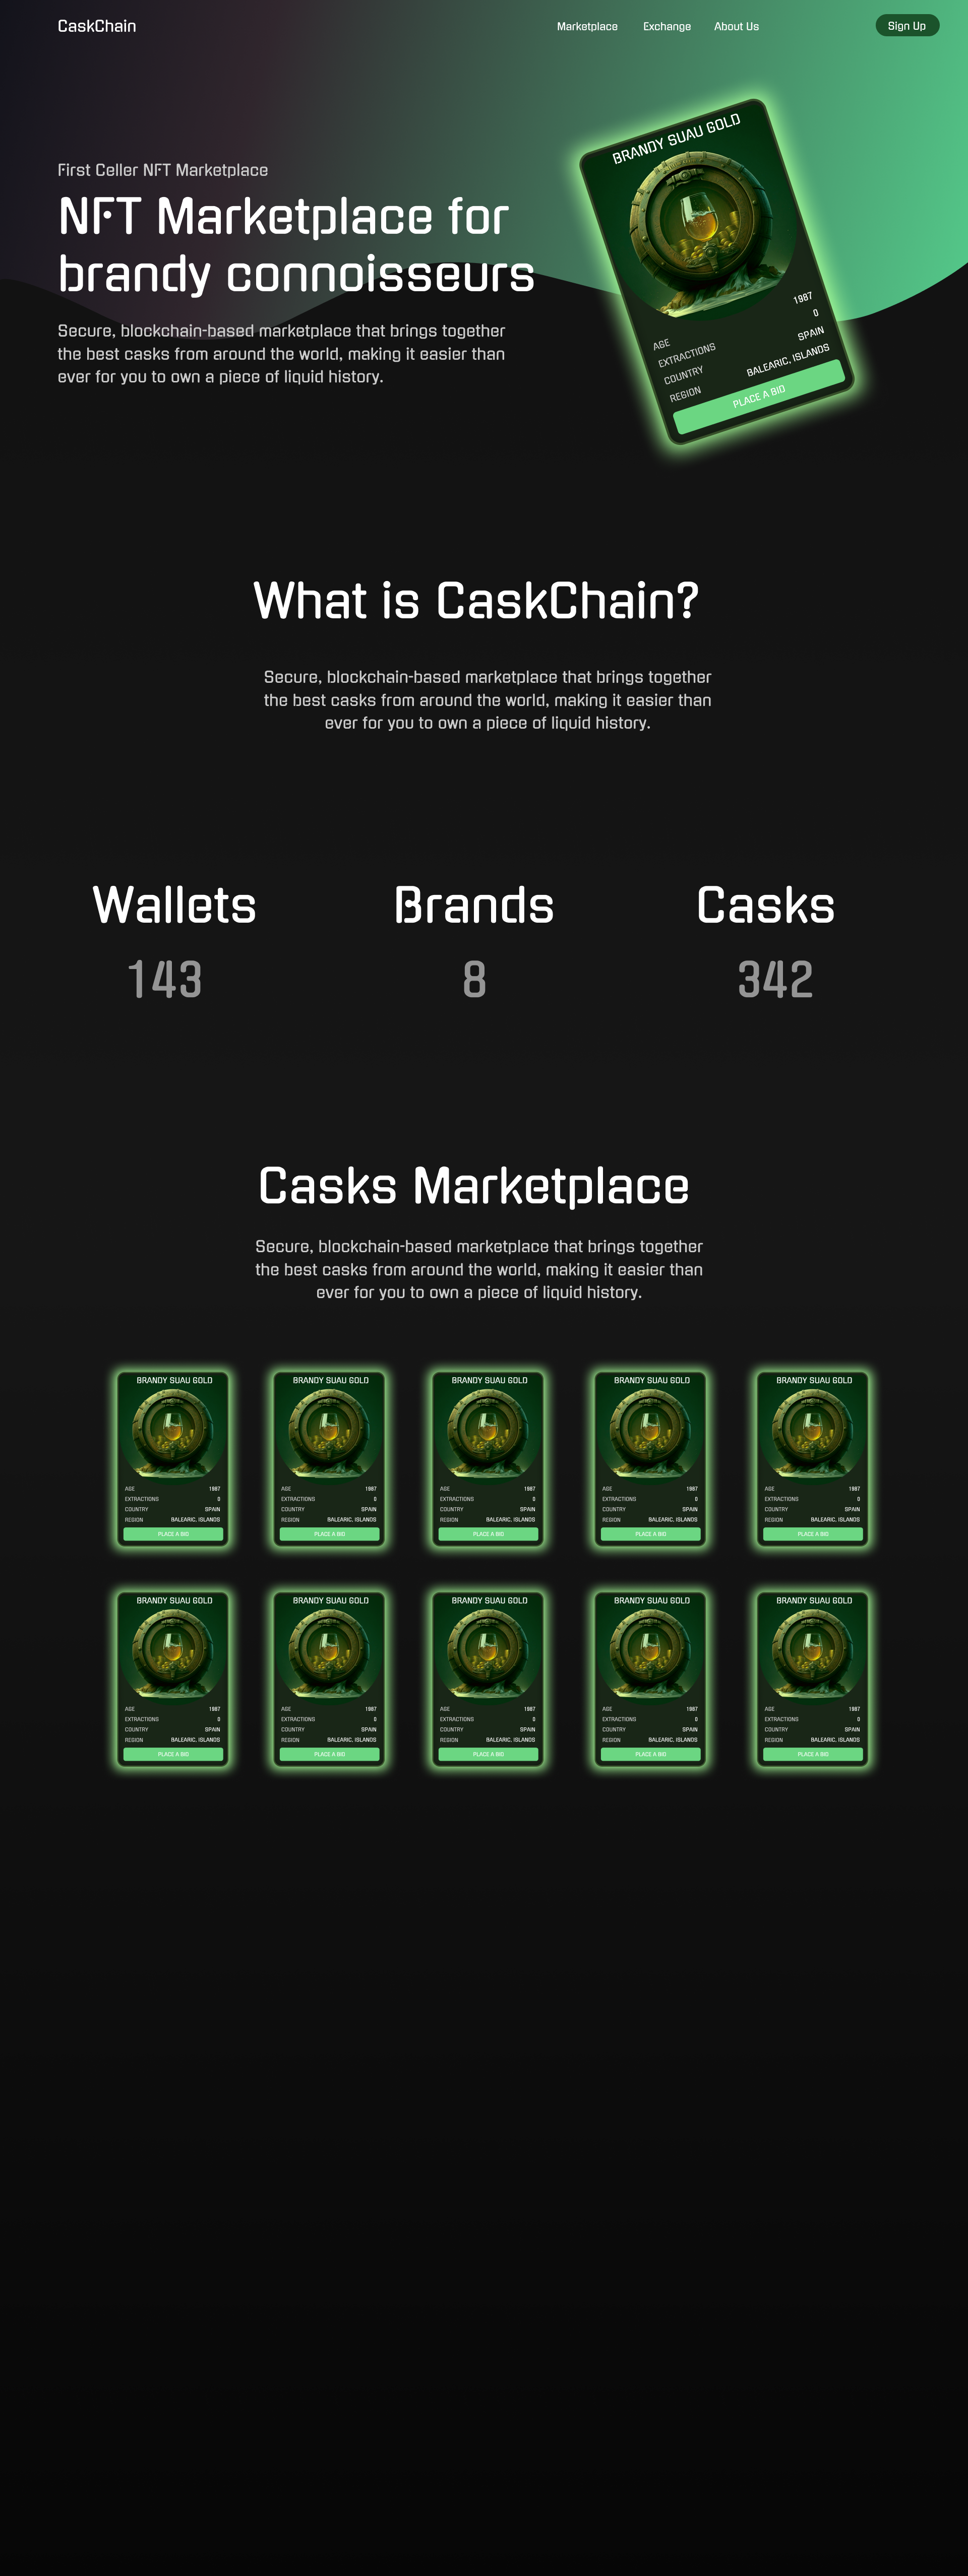 CaskChain
Marketplace Exchange About Us Sign Up
First Celler NFT Marketplace
NFT Marketplace for
brandy connoisseurs
Secure, blockchain-based marketplace that brings together
the best casks from around the world, making it easier than
ever for you to own a piece of liquid history.
BRANDY SUAU GOLD
AGE 1987
EXTRACTIONS 0
COUNTRY SPAIN
REGION BALEARIC, ISLANDS
PLACE A BID
What is CaskChain?
Secure, blockchain-based marketplace that brings together
the best casks from around the world, making it easier than
ever for you to own a piece of liquid history.
Wallets Brands Casks
143 8 342
Casks Marketplace
Secure, blockchain-based marketplace that brings together
the best casks from around the world, making it easier than
ever for you to own a piece of liquid history.
BRANDY SUAU GOLD BRANDY SUAU GOLD BRANDY SUAU GOLD BRANDY SUAU GOLD BRANDY SUAU GOLD
AGE 1987 AGE 1987 AGE 1987 AGE 1987 AGE 1987
EXTRACTIONS 0 EXTRACTIONS 0 EXTRACTIONS 0 EXTRACTIONS 0 EXTRACTIONS 0
COUNTRY SPAIN COUNTRY SPAIN COUNTRY SPAIN COUNTRY SPAIN COUNTRY SPAIN
REGION BALEARIC, ISLANDS REGION BALEARIC, ISLANDS REGION BALEARIC, ISLANDS REGION BALEARIC, ISLANDS REGION BALEARIC, ISLANDS
PLACE A BID PLACE A BID PLACE A BID PLACE A BID PLACE A BID
BRANDY SUAU GOLD BRANDY SUAU GOLD BRANDY SUAU GOLD BRANDY SUAU GOLD BRANDY SUAU GOLD
AGE 1987 AGE 1987 AGE 1987 AGE 1987 AGE 1987
EXTRACTIONS 0 EXTRACTIONS 0 EXTRACTIONS 0 EXTRACTIONS 0 EXTRACTIONS 0
COUNTRY SPAIN COUNTRY SPAIN COUNTRY SPAIN COUNTRY SPAIN COUNTRY SPAIN
REGION BALEARIC, ISLANDS REGION BALEARIC, ISLANDS REGION BALEARIC, ISLANDS REGION BALEARIC, ISLANDS REGION BALEARIC, ISLANDS
PLACE A BID PLACE A BID PLACE A BID PLACE A BID PLACE A BID